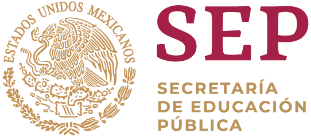 ESTADOS UNIDOS MEXICANOS
SEP
SECRETARÍA
DE EDUCACIÓN
PÚBLICA